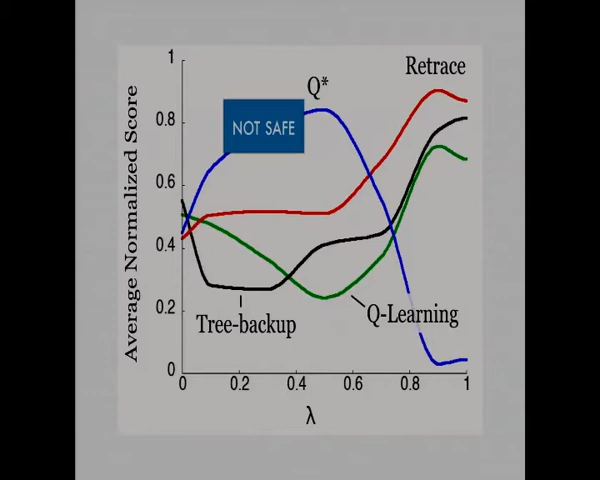 1
Retrace
Q*
0.8
NOT SAFE
0.6
0.4
Q-Learning
0.2
Tree-backup
0
0 0.2 0.4 0.6 0.8 1
λ
Average Normalized Score